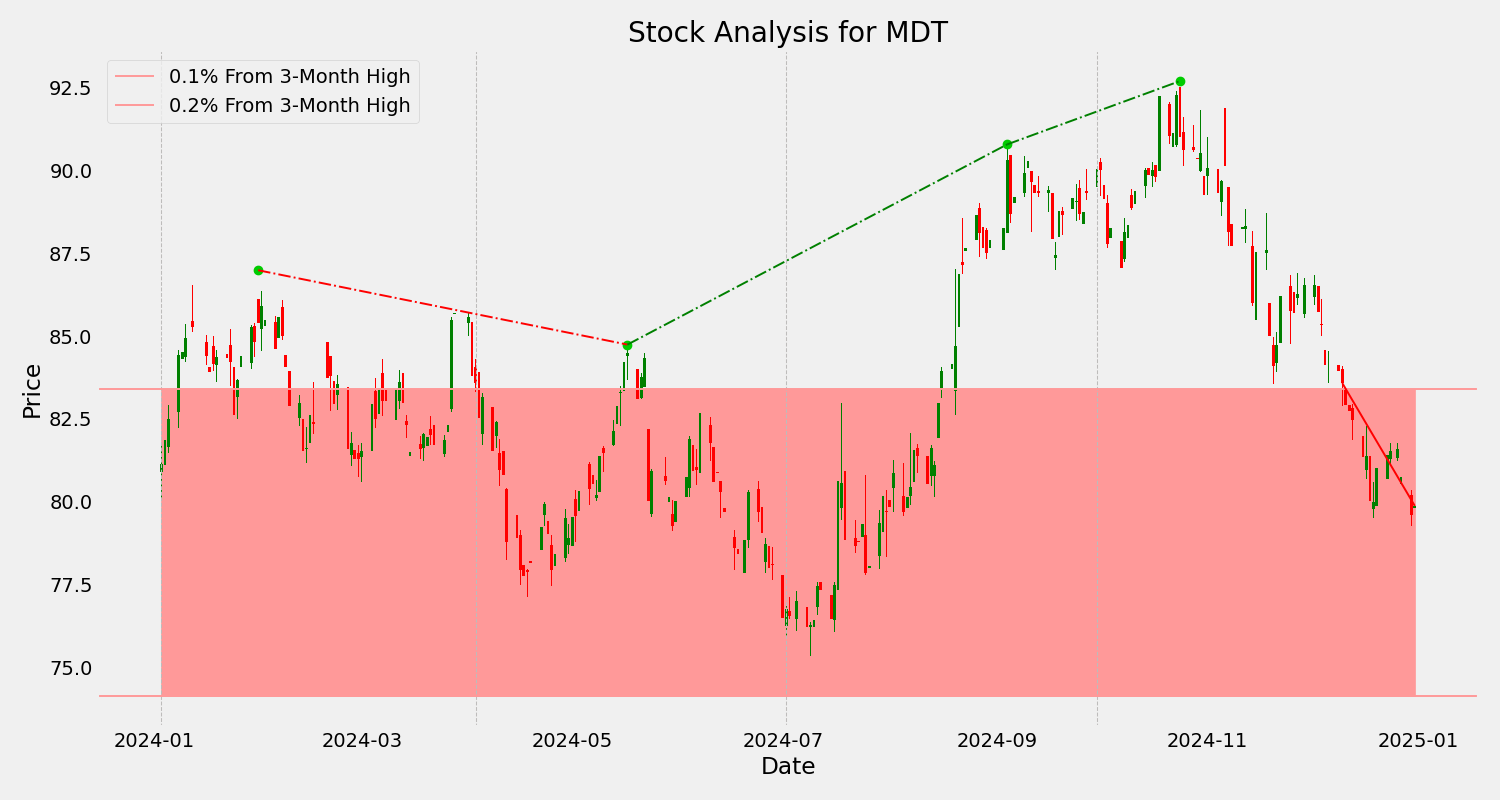 Stock Analysis for MDT
0.1% From 3-Month High
0.2% From 3-Month High
92.5
90.0
87.5
85.0
82.5
80.0
77.5
75.0
Price
2024-01 2024-03 2024-05 2024-07 2024-09 2024-11 2025-01
Date